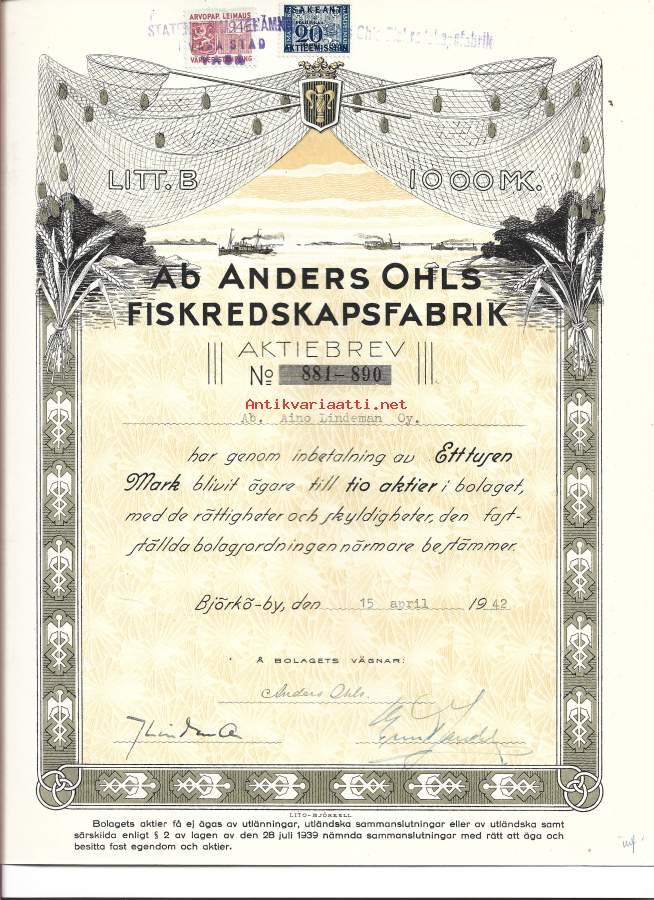 ARVOPAP. LEIMAUS
VASA STAD
20
AKTIEEMISSION
LITT. B
1000 MK.
Ab ANDERS OHLS
FISKREDSKAPSFABRIK
AKTIEBREV
No 881-890
Antikvariaatti.net
Ab. Aino Lindeman Oy.
har genom inbetalning av Ett tusen
Mark blivit ägare till tio aktier i bolaget,
med de rättigheter och skyldigheter, den fast-
ställda bolagsordningen närmare bestämmer.
Björkö-by, den 15 april 1942
Å BOLAGETS VÄGNAR:
Anders Ohls.
LITO-BJÖRKELL
Bolagets aktier få ej ägas av utlänningar, utländska sammanslutningar eller av utländska samt
särskilda enligt § 2 av lagen av den 28 juli 1939 nämnda sammanslutningar med rätt att äga och
besitta fast egendom och aktier.